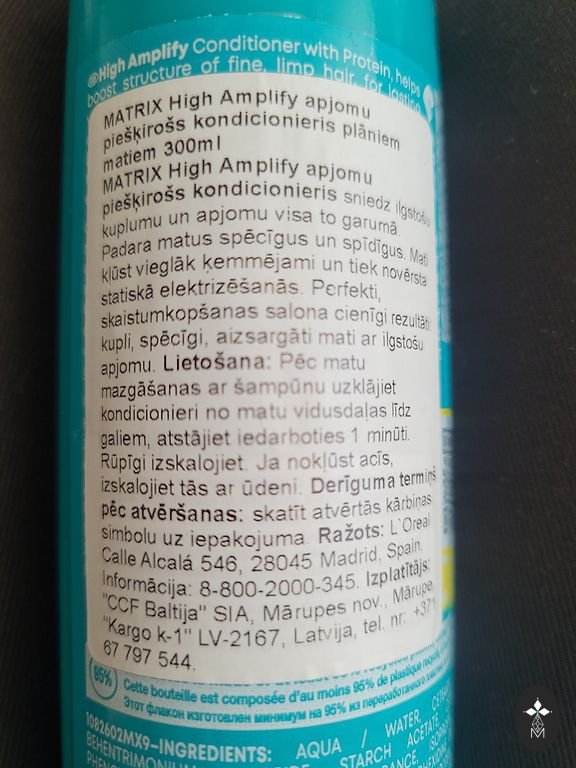 High Amplify Conditioner with Protein, helps
boost structure of fine, limp hair, for lasting
MATRIX High Amplify apjomu
piešķirošs kondicionieris plāniem
matiem 300ml
MATRIX High Amplify apjomu
piešķirošs kondicionieris sniedz ilgstošu
kuplumu un apjomu visa to garumā
Padara matus spēcīgus un spīdīgus. Mati
kļūst vieglāk ķemmējami un tiek novērsta
statiskā elektrizēšanās. Perfekti,
skaistumkopšanas salona cienīgi rezultāti
kupli, spēcīgi, aizsargāti mati ar ilgstošu
apjomu. Lietošana: Pēc matu
mazgāšanas ar šampūnu uzklājiet
kondicionieri no matu vidusdaļas līdz
galiem, atstājiet iedarboties 1 minūti.
Rūpīgi izskalojiet. Ja nokļūst acīs,
izskalojiet tās ar ūdeni. Derīguma termiņš
pēc atvēršanas: skatīt atvērtās kārbiņas
simbolu uz iepakojuma. Ražots: L`Oreal
Calle Alcalá 546, 28045 Madrid, Spain.
Informācija: 8-800-2000-345. Izplatītājs:
"CCF Baltija" SIA, Mārupes nov., Mārupe,
"Kargo k-1" LV-2167, Latvija, tel. nr: +371
67 797 544.
95%
Cette bouteille est composée d'au moins 95% de plastique recyclé
Этот флакон изготовлен минимум на 95% из переработанного
1082602MX9-INGREDIENTS: AQUA / WATER, 
BEHENTRIMONIUM STARCH ACETATE